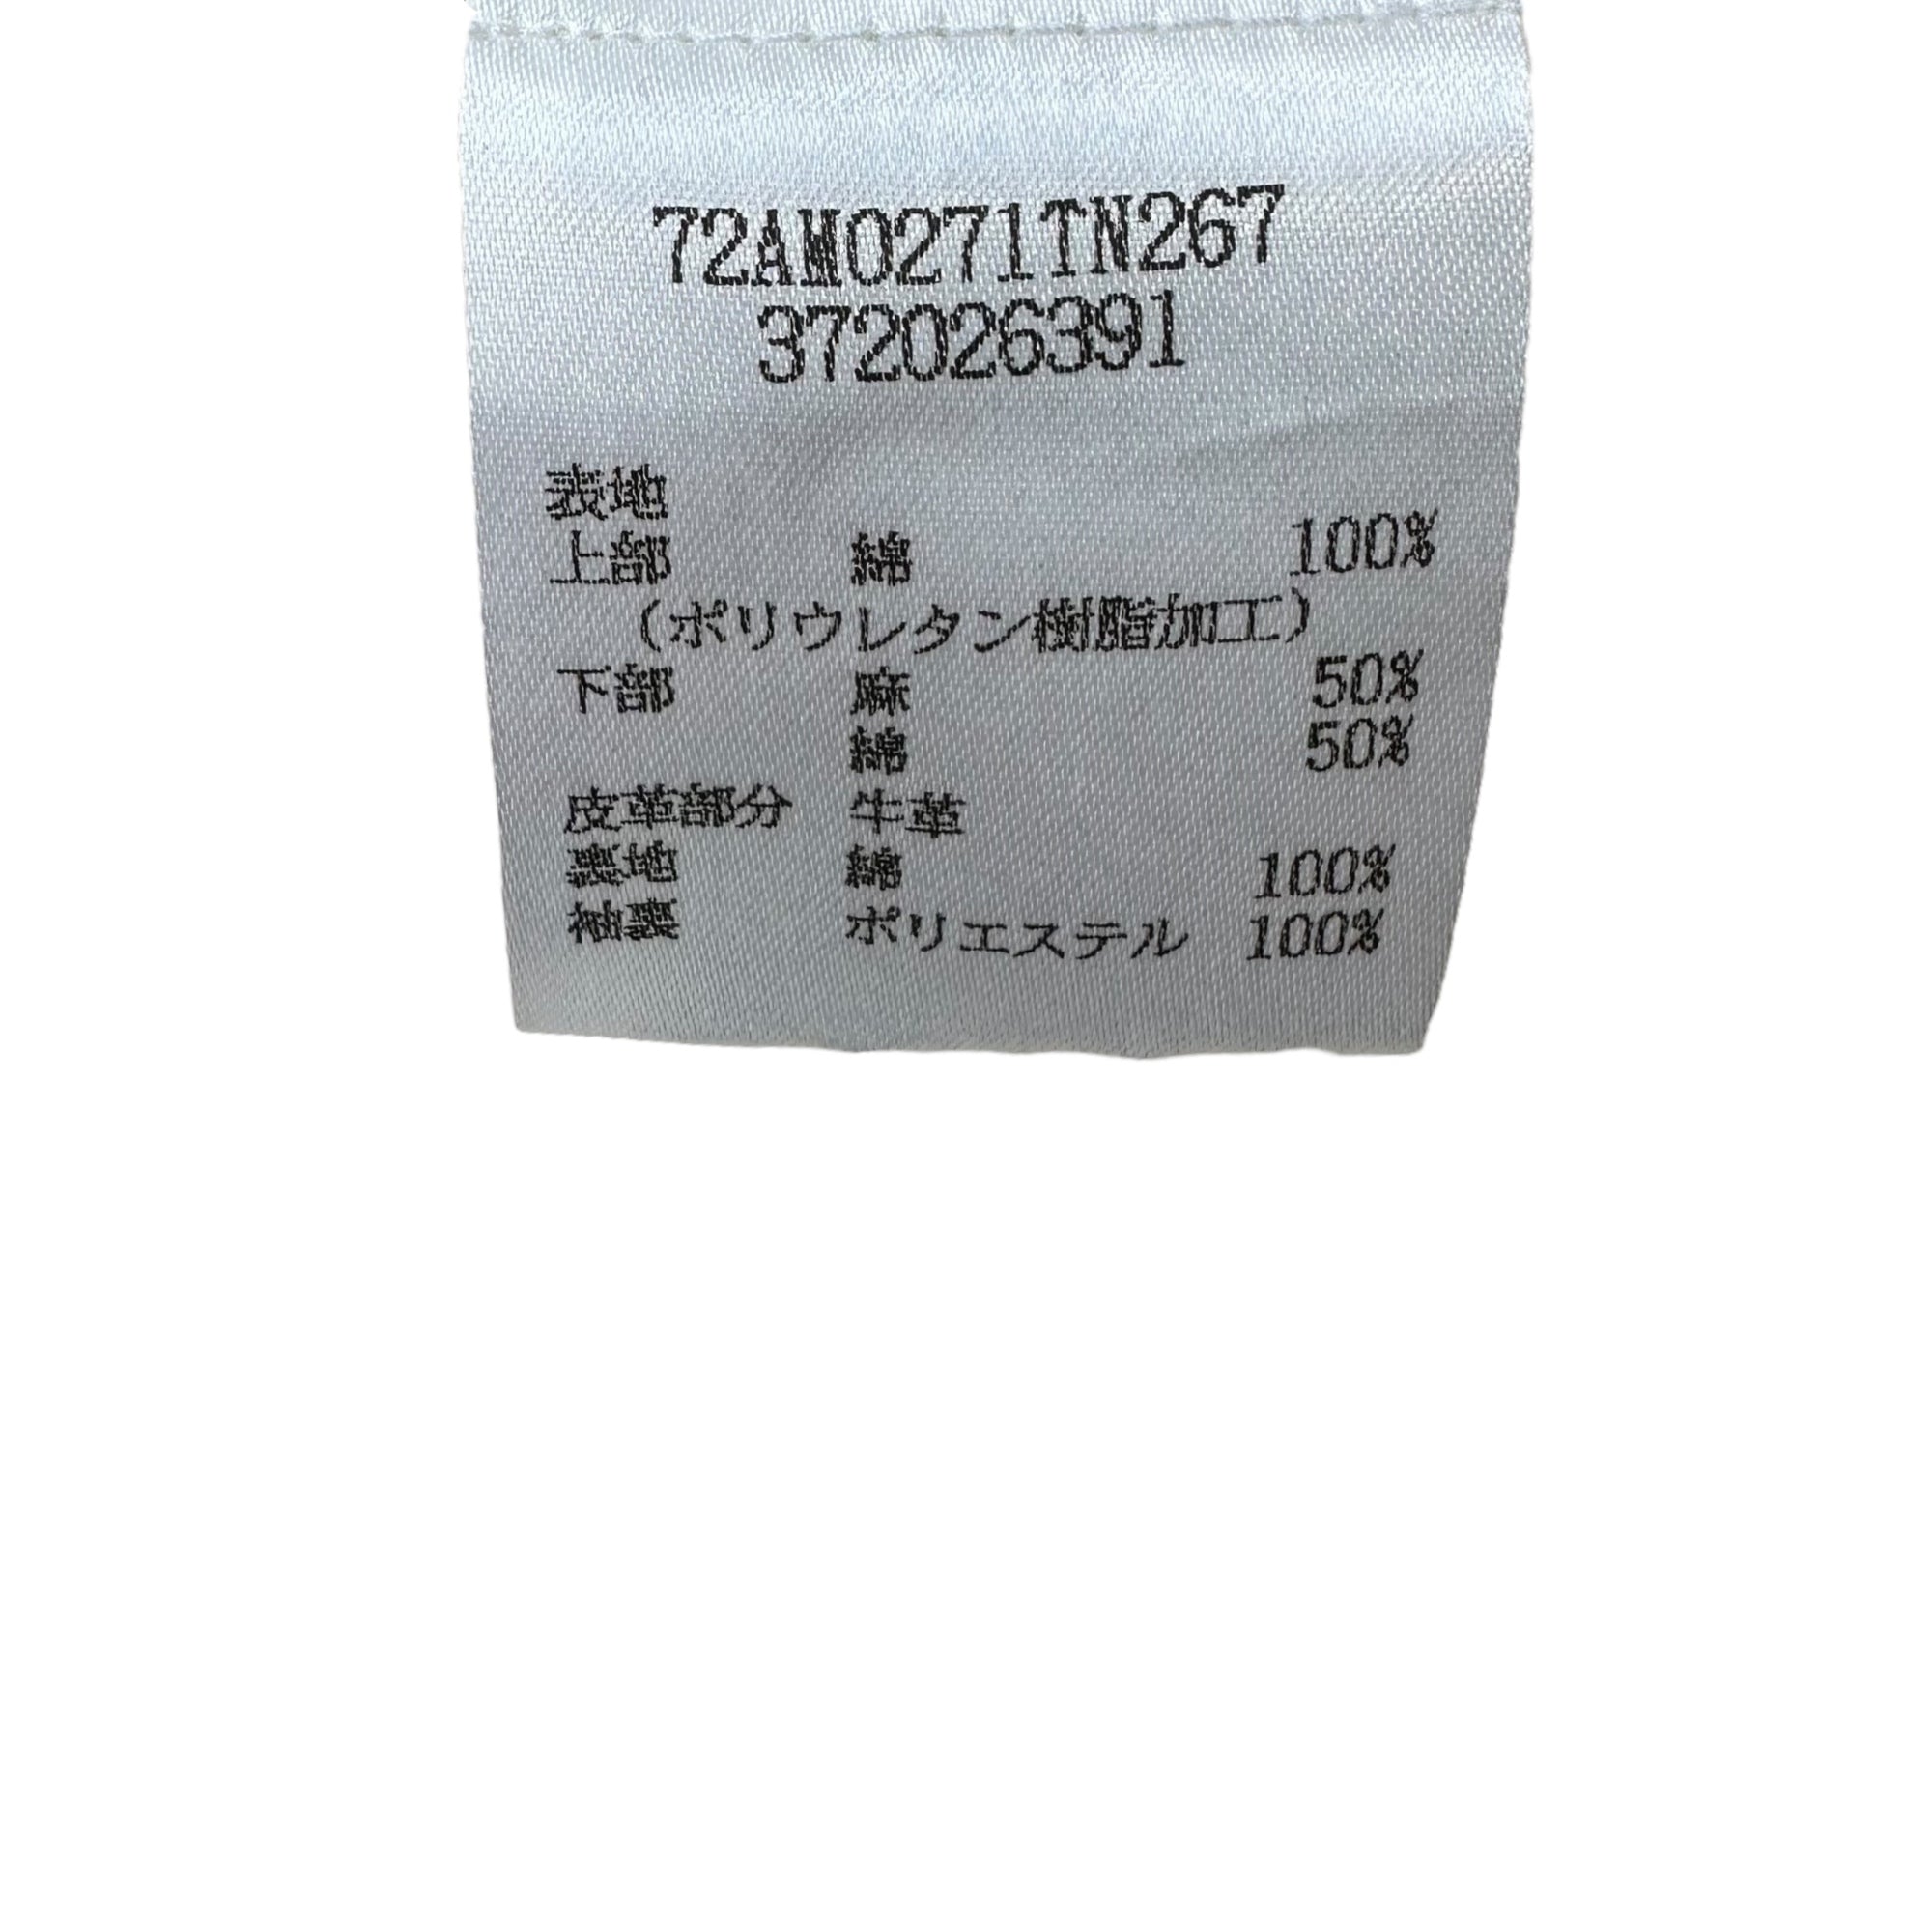 72AM0271TN267
372026391
表地
上部 綿 100%
(ポリウレタン樹脂加工)
下部 麻 50%
綿 50%
皮革部分 牛革
裏地 綿 100%
袖裏 ポリエステル 100%